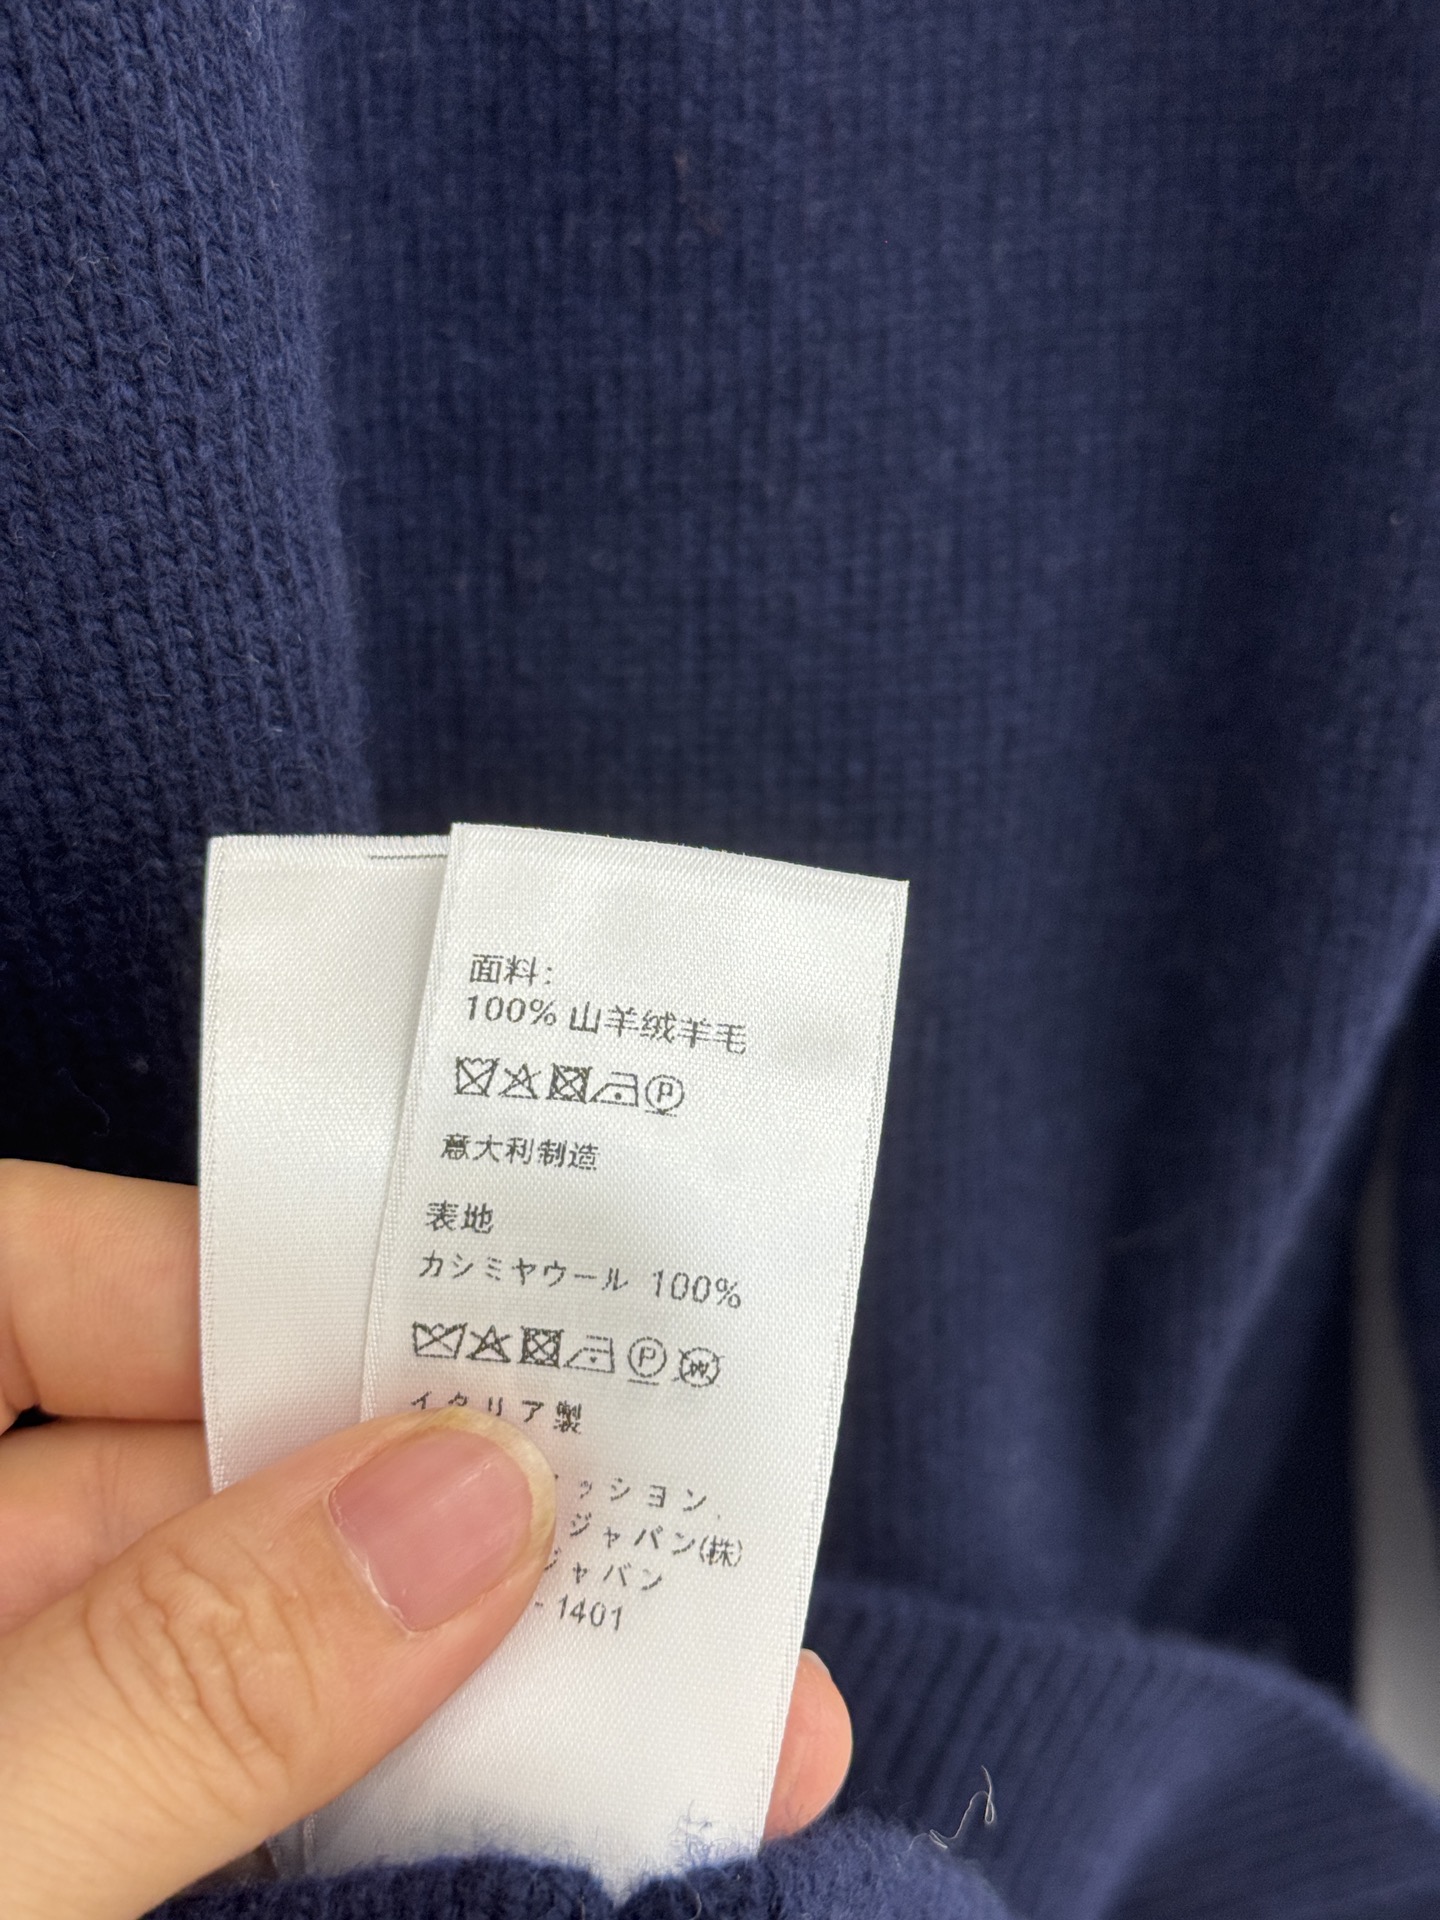 面料:
100% 山羊绒羊毛
意大利制造
表地
カシミヤウール 100%
イタリア製
ッション.
ジャパン(株)
ジャパン
-1401